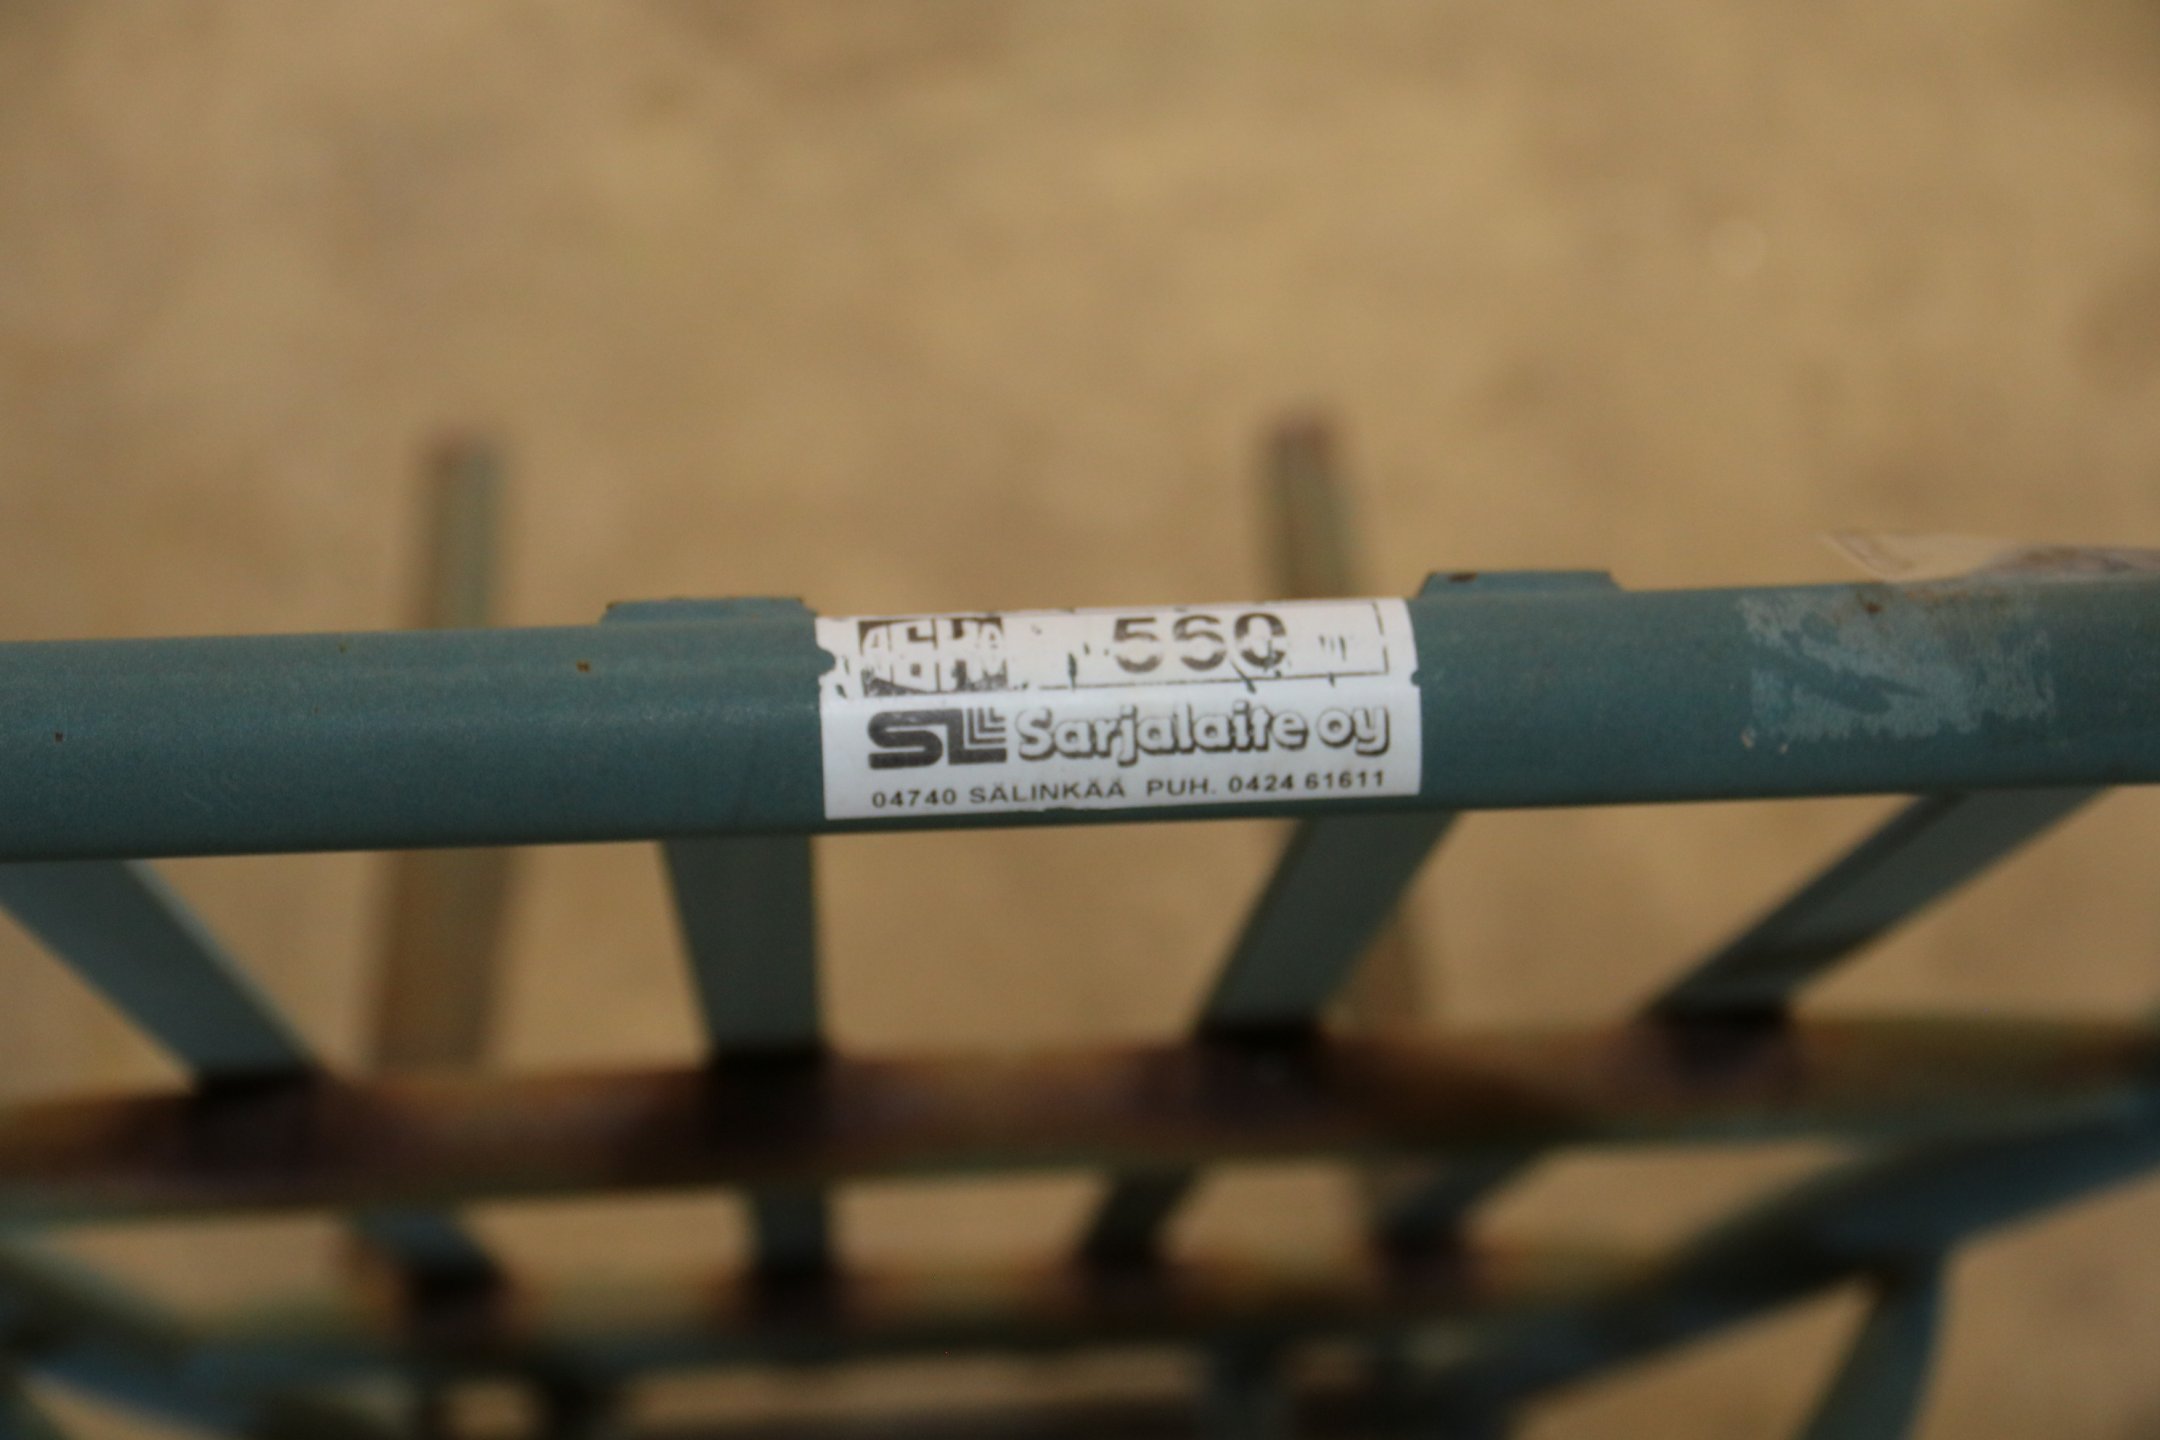 560
SL Sarjalaite oy
04740 SÄLINKÄÄ PUH. 0424 61611